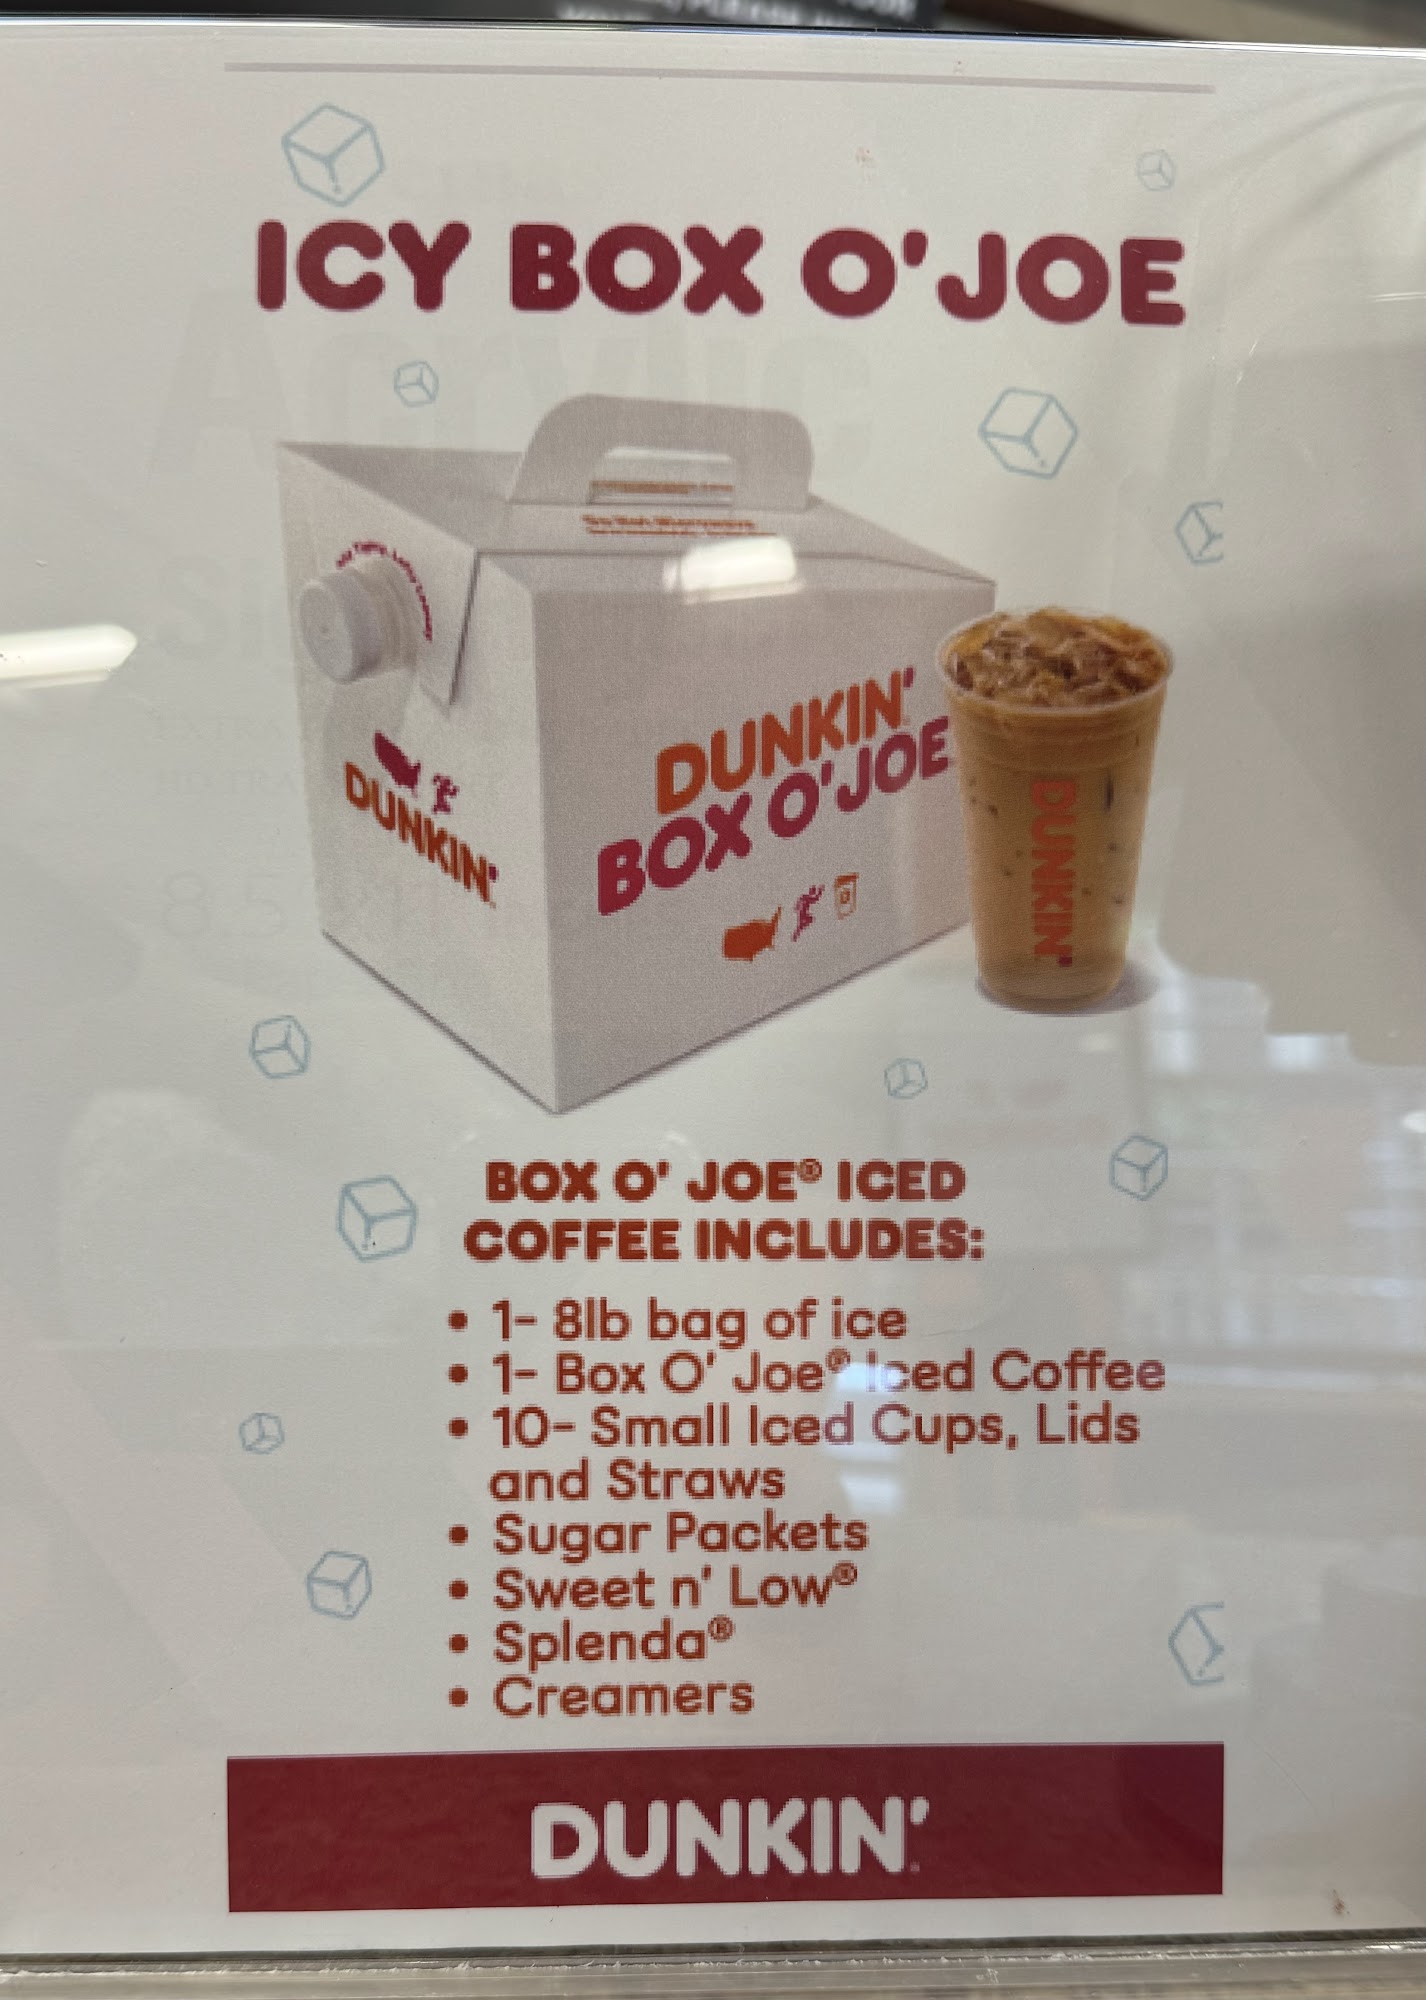 ICY BOX O' JOE
DUNKIN'
BOX O' JOE
DUNKIN'
DUNKIN'
BOX O' JOE® ICED
COFFEE INCLUDES:
• 1- 8lb bag of ice
• 1- Box O' Joe® Iced Coffee
• 10- Small Iced Cups, Lids
and Straws
• Sugar Packets
• Sweet n' Low®
• Splenda®
• Creamers
DUNKIN'